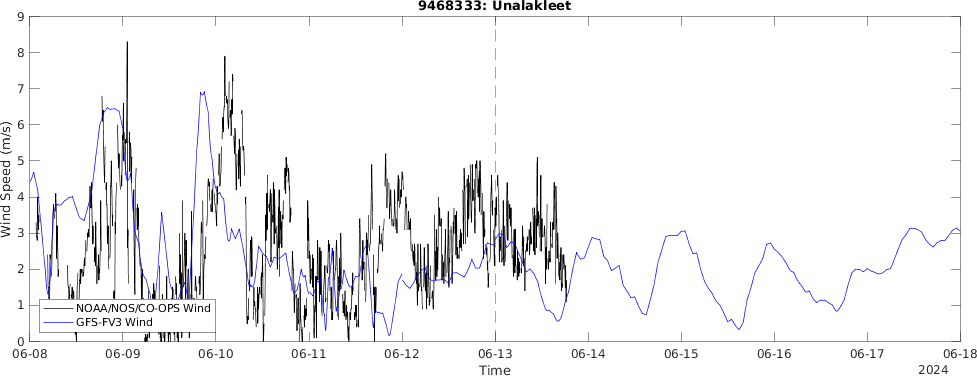 9468333: Unalakleet
Wind Speed (m/s)
9
8
7
6
5
4
3
2
1
0
NOAA/NOS/CO-OPS Wind
GFS-FV3 Wind
06-08 06-09 06-10 06-11 06-12 06-13 06-14 06-15 06-16 06-17 06-18
Time
2024